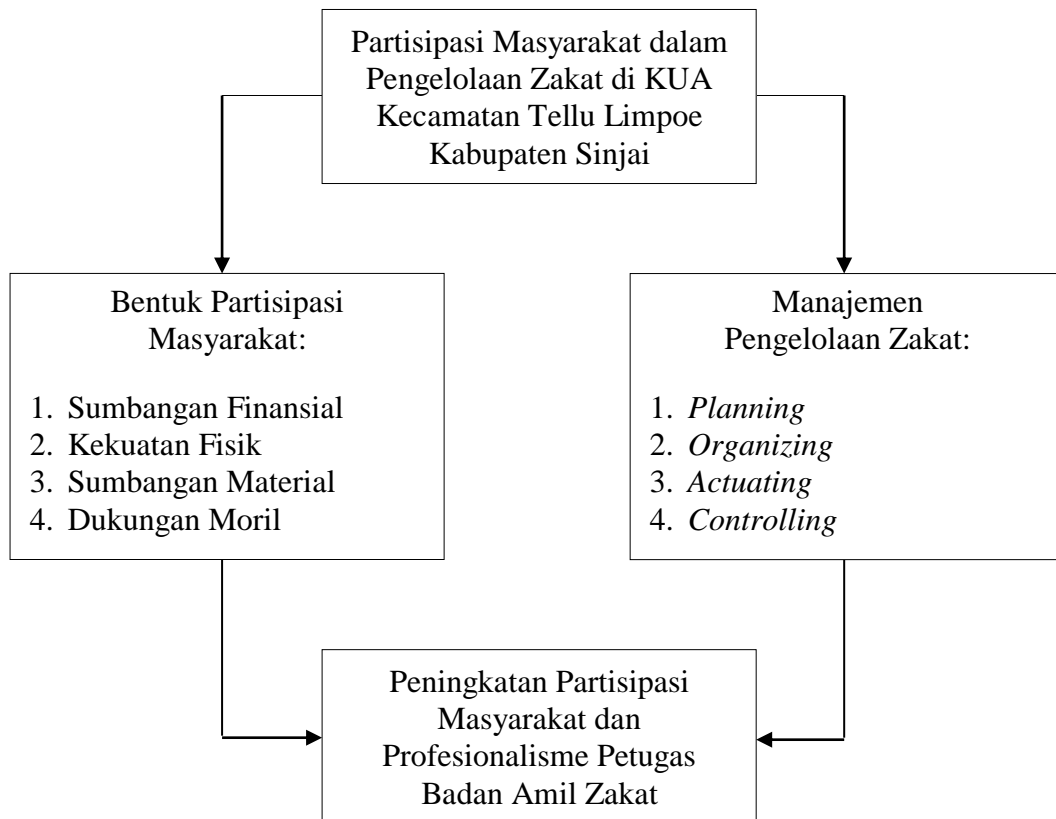 Partisipasi Masyarakat dalam
Pengelolaan Zakat di KUA
Kecamatan Tellu Limpoe
Kabupaten Sinjai
Bentuk Partisipasi
Masyarakat:
1. Sumbangan Finansial
2. Kekuatan Fisik
3. Sumbangan Material
4. Dukungan Moril
Manajemen
Pengelolaan Zakat:
1. Planning
2. Organizing
3. Actuating
4. Controlling
Peningkatan Partisipasi
Masyarakat dan
Profesionalisme Petugas
Badan Amil Zakat